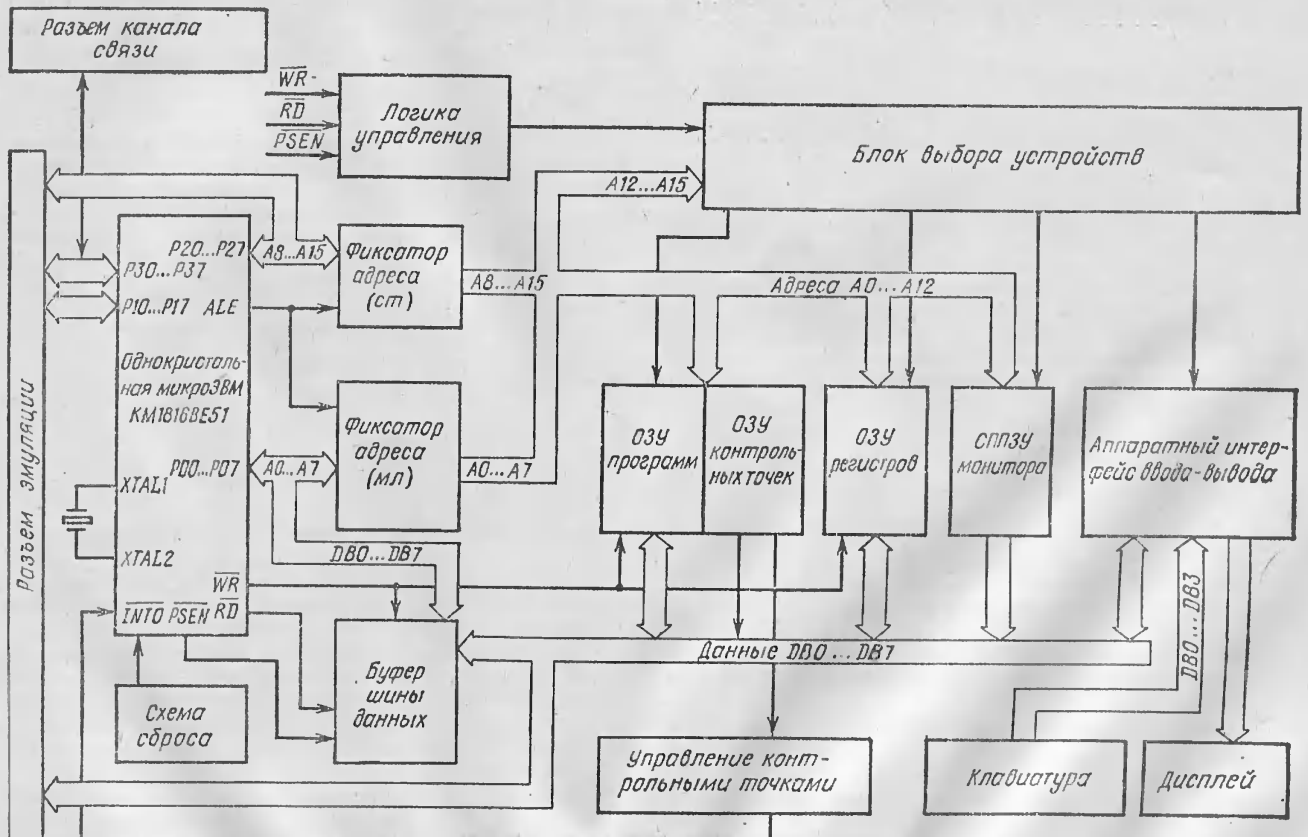 Разъем канала
связи
WR
RD
PSEN
Логика
управления
Блок выбора устройств
A12...A15
P20...P27
A8...A15
P30...P37
P10...P17 ALE
Фиксатор
адреса
(ст)
A8...A15
Адреса A0...A12
Однокристаль-
ная микроЭВМ
КМ1816ВЕ51
Фиксатор
адреса
(мл)
A0...A7
P00...P07
A0...A7
XTAL1
XTAL2
DB0...DB7
WR
INT0 PSEN RD
ОЗУ
программ
ОЗУ
контроль-
ных точек
ОЗУ
регистров
СППЗУ
монитора
Аппаратный интер-
фейс ввода-вывода
Разъем эмуляции
Схема
сброса
Буфер
шины
данных
Данные DB0...DB7
DB0...DB3
Управление конт-
рольными точками
Клавиатура
Дисплей